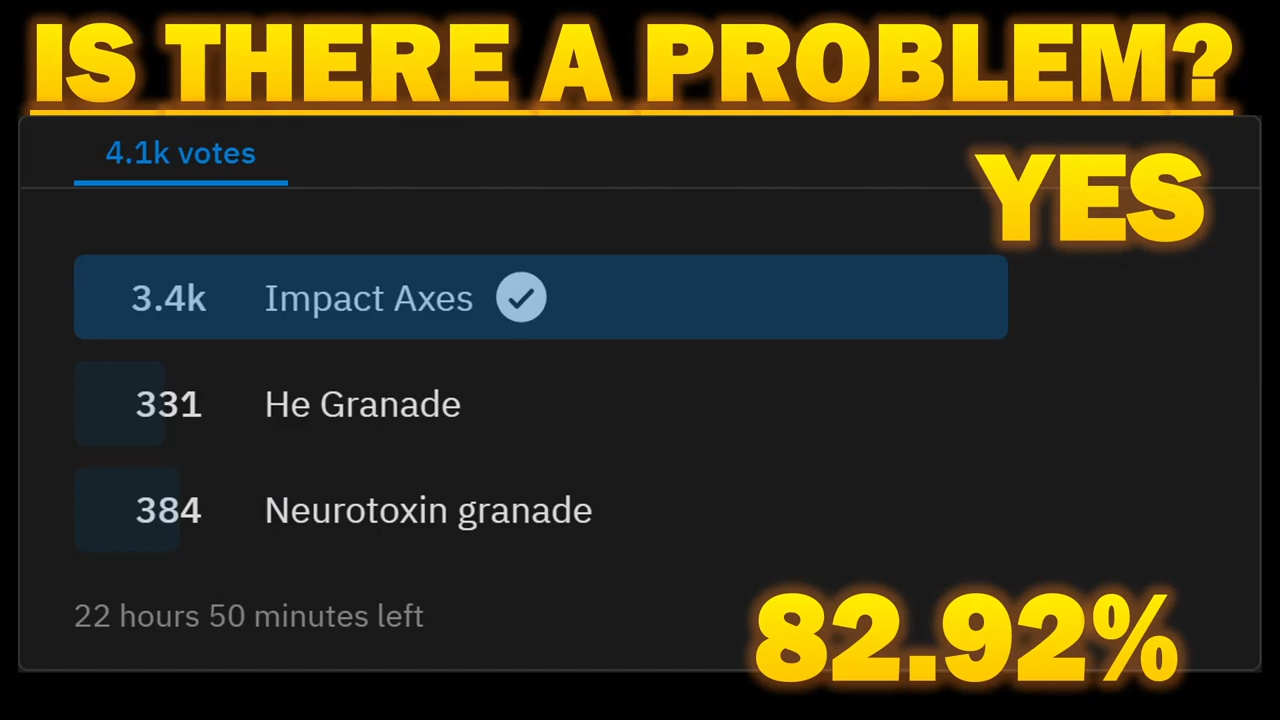 IS THERE A PROBLEM?
4.1k votes
YES
3.4k Impact Axes
331 He Granade
384 Neurotoxin granade
22 hours 50 minutes left
82.92%